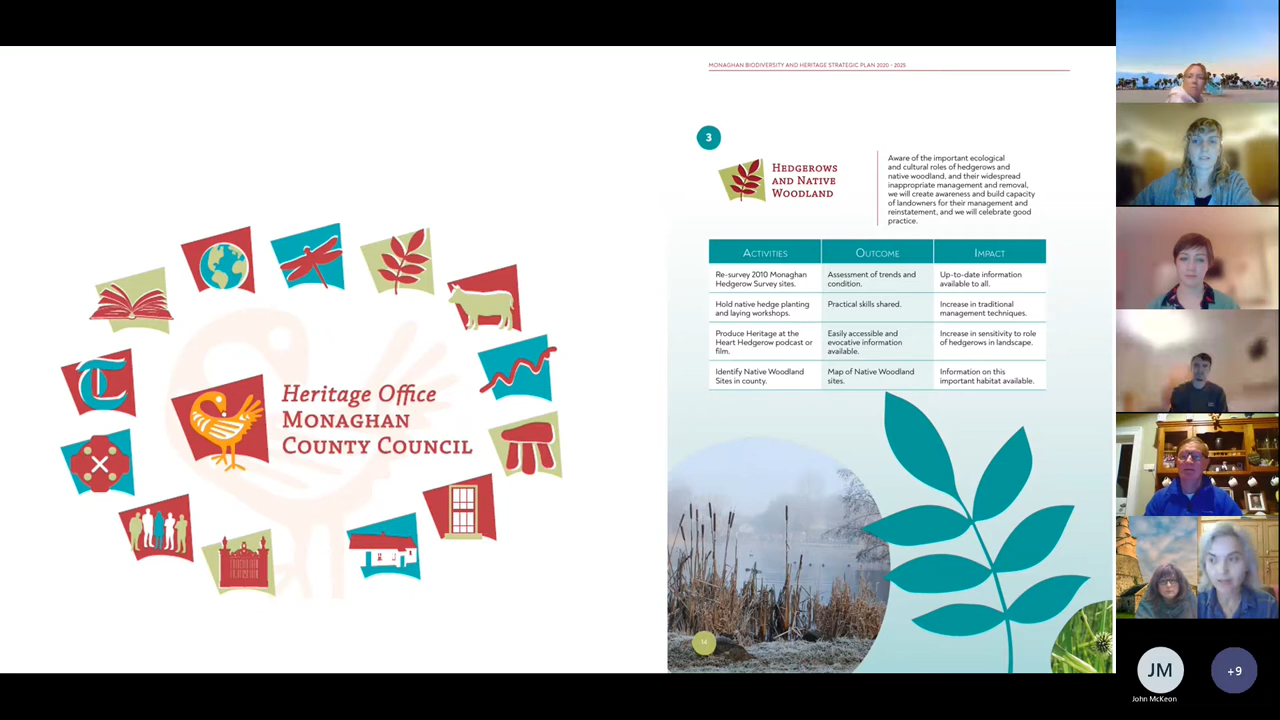 Heritage Office
Monaghan
County Council
MONAGHAN BIODIVERSITY AND HERITAGE STRATEGIC PLAN 2020 - 2025
3
Hedgerows
and Native
Woodland
Aware of the important ecological
and cultural roles of hedgerows and
native woodland, and their widespread
inappropriate management and removal,
we will create awareness and build capacity
of landowners for their management and
reinstatement, and we will celebrate good
practice.
Activities Outcome Impact
Re-survey 2010 Monaghan
Hedgerow Survey sites.
Assessment of trends and
condition.
Up-to-date information
available to all.
Hold native hedge planting
and laying workshops.
Practical skills shared.
Increase in traditional
management techniques.
Produce Heritage at the
Heart Hedgerow podcast or
film.
Easily accessible and
evocative information
available.
Increase in sensitivity to role
of hedgerows in landscape.
Identify Native Woodland
Sites in county.
Map of Native Woodland
sites.
Information on this
important habitat available.
14
JM
John McKeon
+9